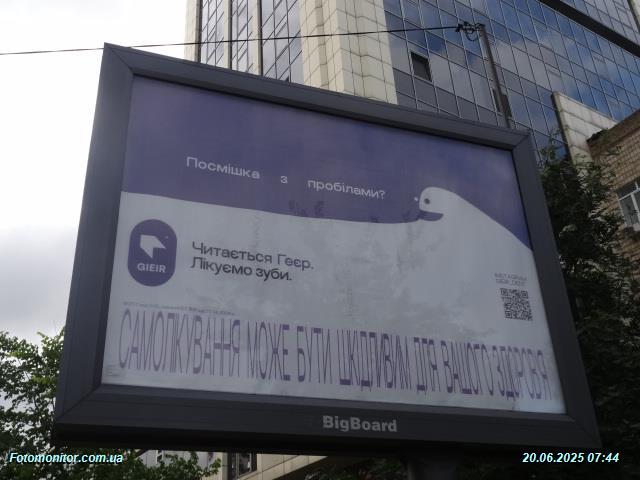 Посмішка з пробілами?
GIEIR
Читається Геєр.
Лікуємо зуби.
INSTAGRAM
САМОЛІКУВАННЯ МОЖЕ БУТИ ШКІДЛИВИМ ДЛЯ ВАШОГО ЗДОРОВ'Я
BigBoard
Fotomonitor.com.ua
20.06.2025 07:44